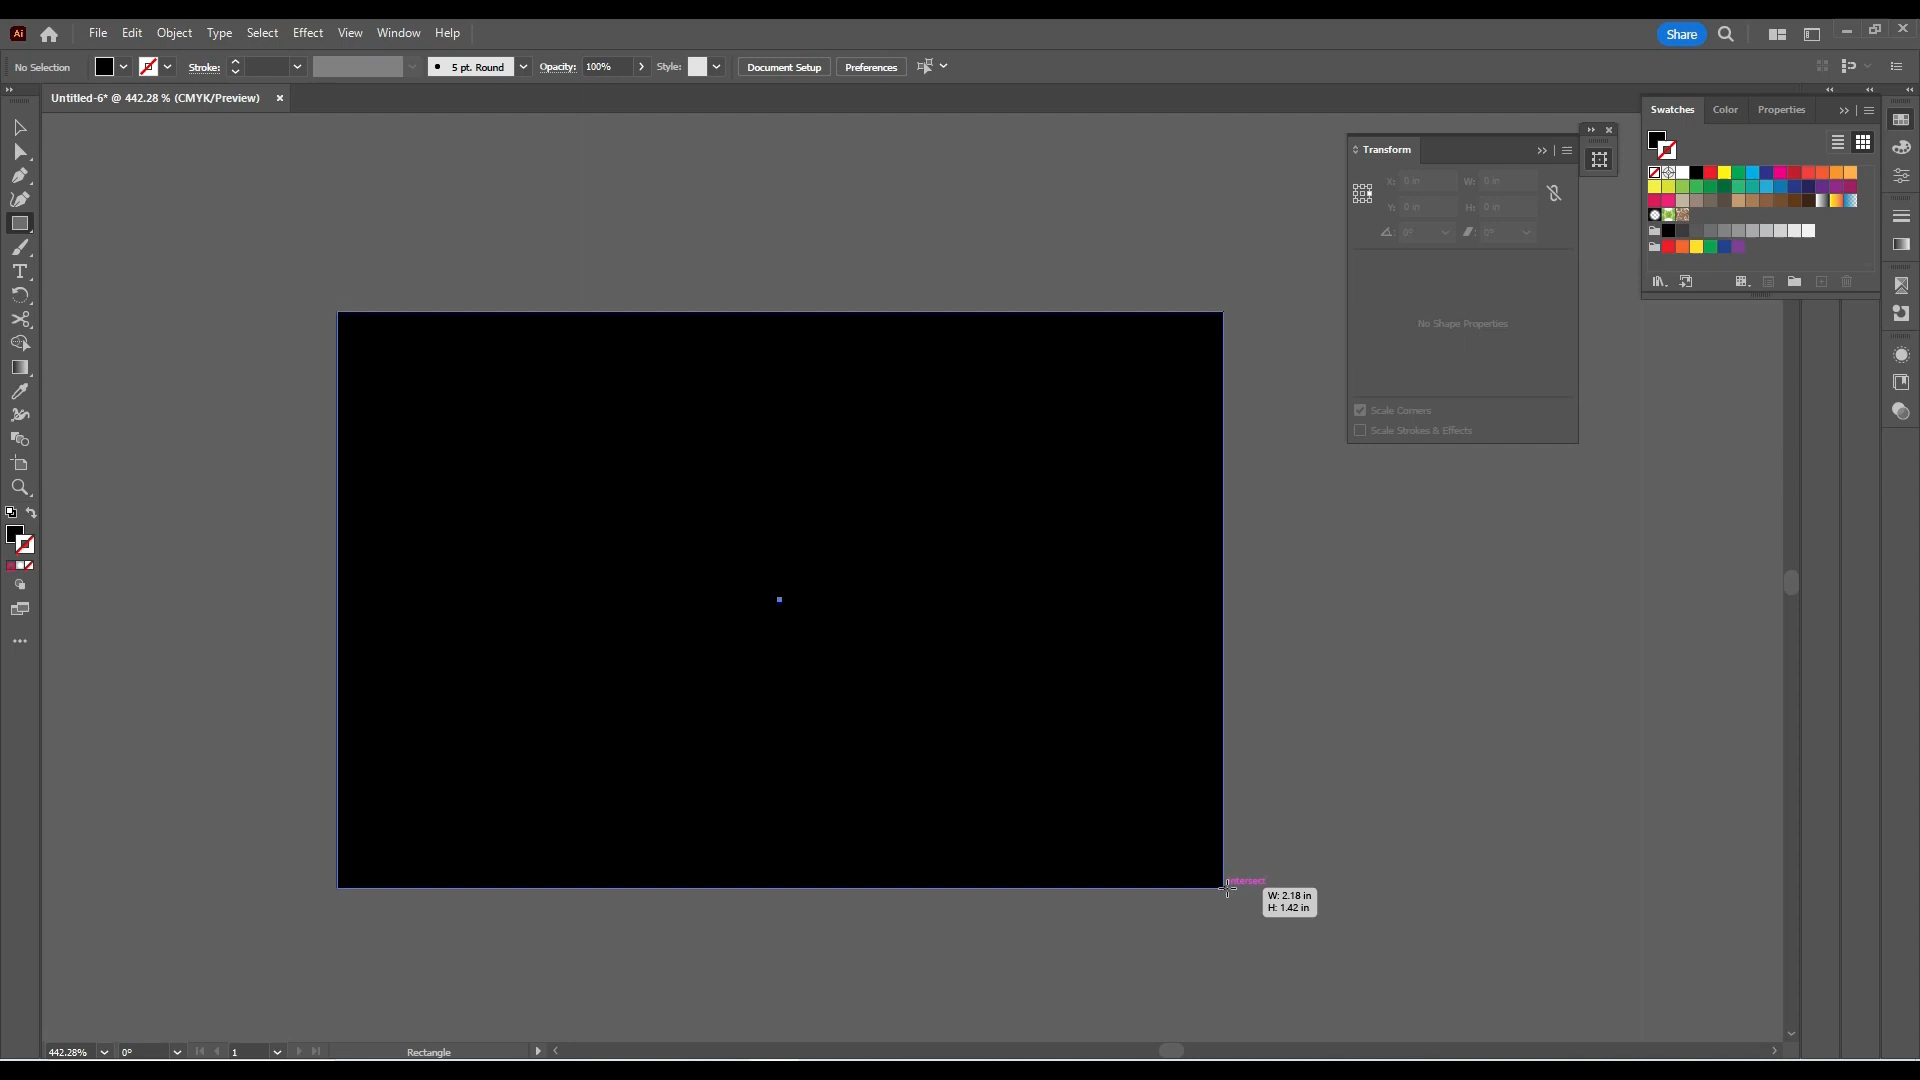 Ai
File Edit Object Type Select Effect View Window Help
Share
No Selection
Stroke:
5 pt. Round
Opacity: 100%
Style:
Document Setup
Preferences
Untitled-6* @ 442.28 % (CMYK/Preview) ×
Swatches Color Properties
Transform
X: 0 in W: 0 in
Y: 0 in H: 0 in
0° 0°
No Shape Properties
Scale Corners
Scale Strokes & Effects
intersect
W: 2.18 in
H: 1.42 in
442.28% 0° 1 Rectangle